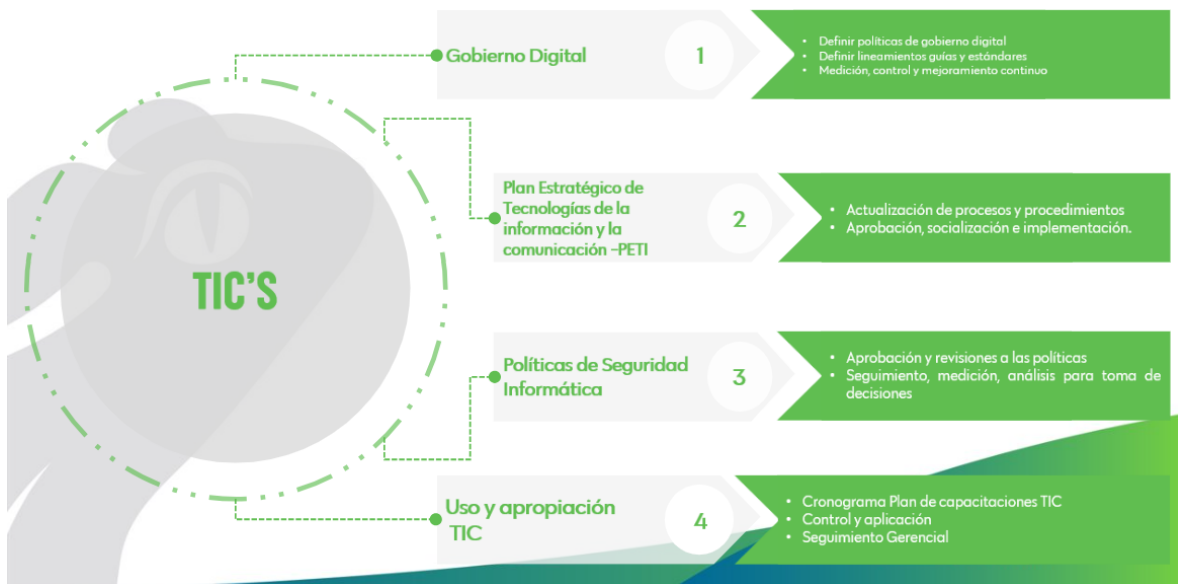 TIC'S
Gobierno Digital
1
• Definir políticas de gobierno digital
• Definir lineamientos guías y estándares
• Medición, control y mejoramiento continuo
Plan Estratégico de
Tecnologías de la
información y la
comunicación –PETI
2
• Actualización de procesos y procedimientos
• Aprobación, socialización e implementación.
Políticas de Seguridad
Informática
3
• Aprobación y revisiones a las políticas
• Seguimiento, medición, análisis para toma de
decisiones
Uso y apropiación
TIC
4
• Cronograma Plan de capacitaciones TIC
• Control y aplicación
• Seguimiento Gerencial